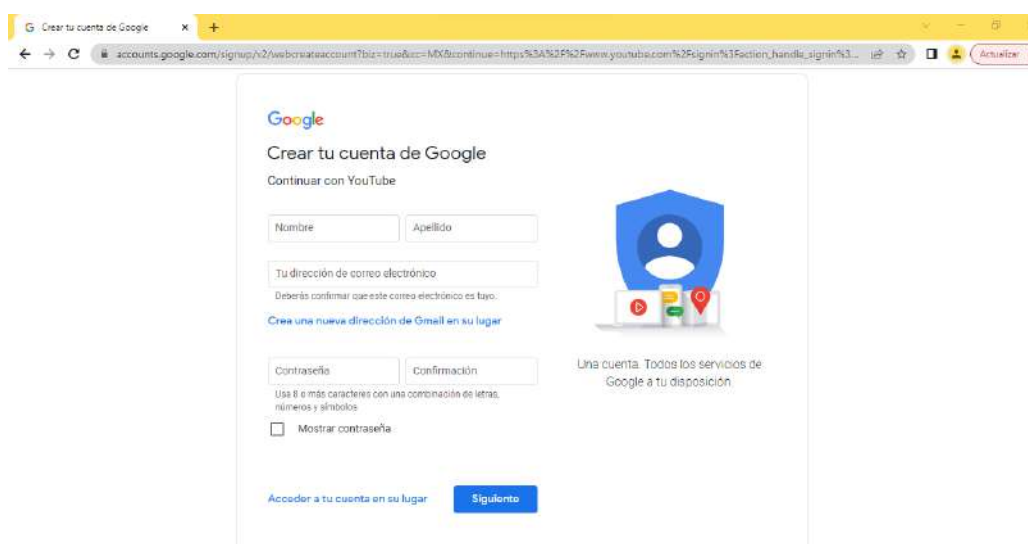 Crear tu cuenta de Google
accounts.google.com/signup/v2/webcreateaccount?biz=true&cc=MX&continue=https%3A%2F%2Fwww.youtube.com%2Fsignin%3Faction_handle_signin%3...
Actualizar
Google
Crear tu cuenta de Google
Continuar con YouTube
Nombre Apellido
Tu dirección de correo electrónico
Deberás confirmar que este correo electrónico es tuyo.
Crea una nueva dirección de Gmail en su lugar
Contraseña Confirmación
Usa 8 o más caracteres con una combinación de letras,
números y símbolos
Mostrar contraseña
Acceder a tu cuenta en su lugar Siguiente
Una cuenta. Todos los servicios de
Google a tu disposición